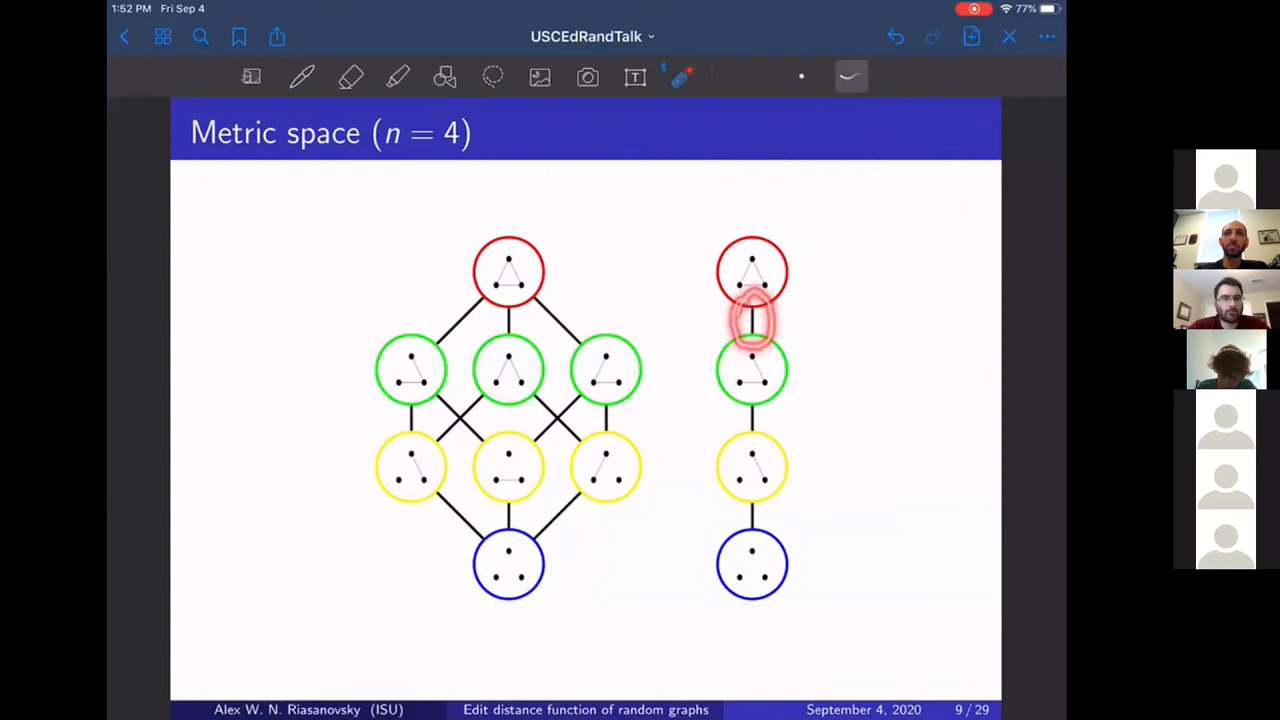 1:52 PM Fri Sep 4
77%
USCEdRandTalk
T
Metric space (n = 4)
Alex W. N. Riasanovsky (ISU)
Edit distance function of random graphs
September 4, 2020
9 / 29